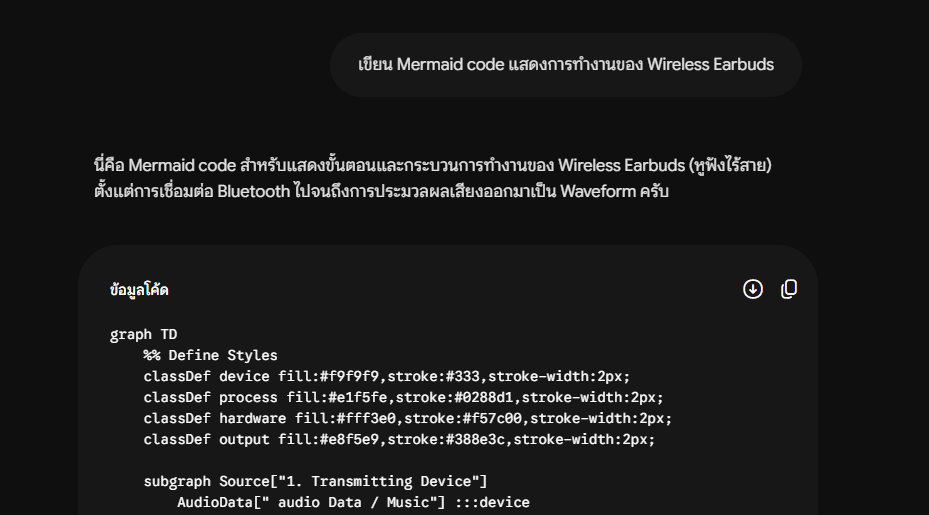 เขียน Mermaid code แสดงการทำงานของ Wireless Earbuds
นี่คือ Mermaid code สำหรับแสดงขั้นตอนและกระบวนการทำงานของ Wireless Earbuds (หูฟังไร้สาย)
ตั้งแต่การเชื่อมต่อ Bluetooth ไปจนถึงการประมวลผลเสียงออกมาเป็น Waveform ครับ
ข้อมูลโค้ด
graph TD
    %% Define Styles
    classDef device fill:#f9f9f9,stroke:#333,stroke-width:2px;
    classDef process fill:#e1f5fe,stroke:#0288d1,stroke-width:2px;
    classDef hardware fill:#fff3e0,stroke:#f57c00,stroke-width:2px;
    classDef output fill:#e8f5e9,stroke:#388e3c,stroke-width:2px;
    subgraph Source["1. Transmitting Device"]
        AudioData[" audio Data / Music"] :::device